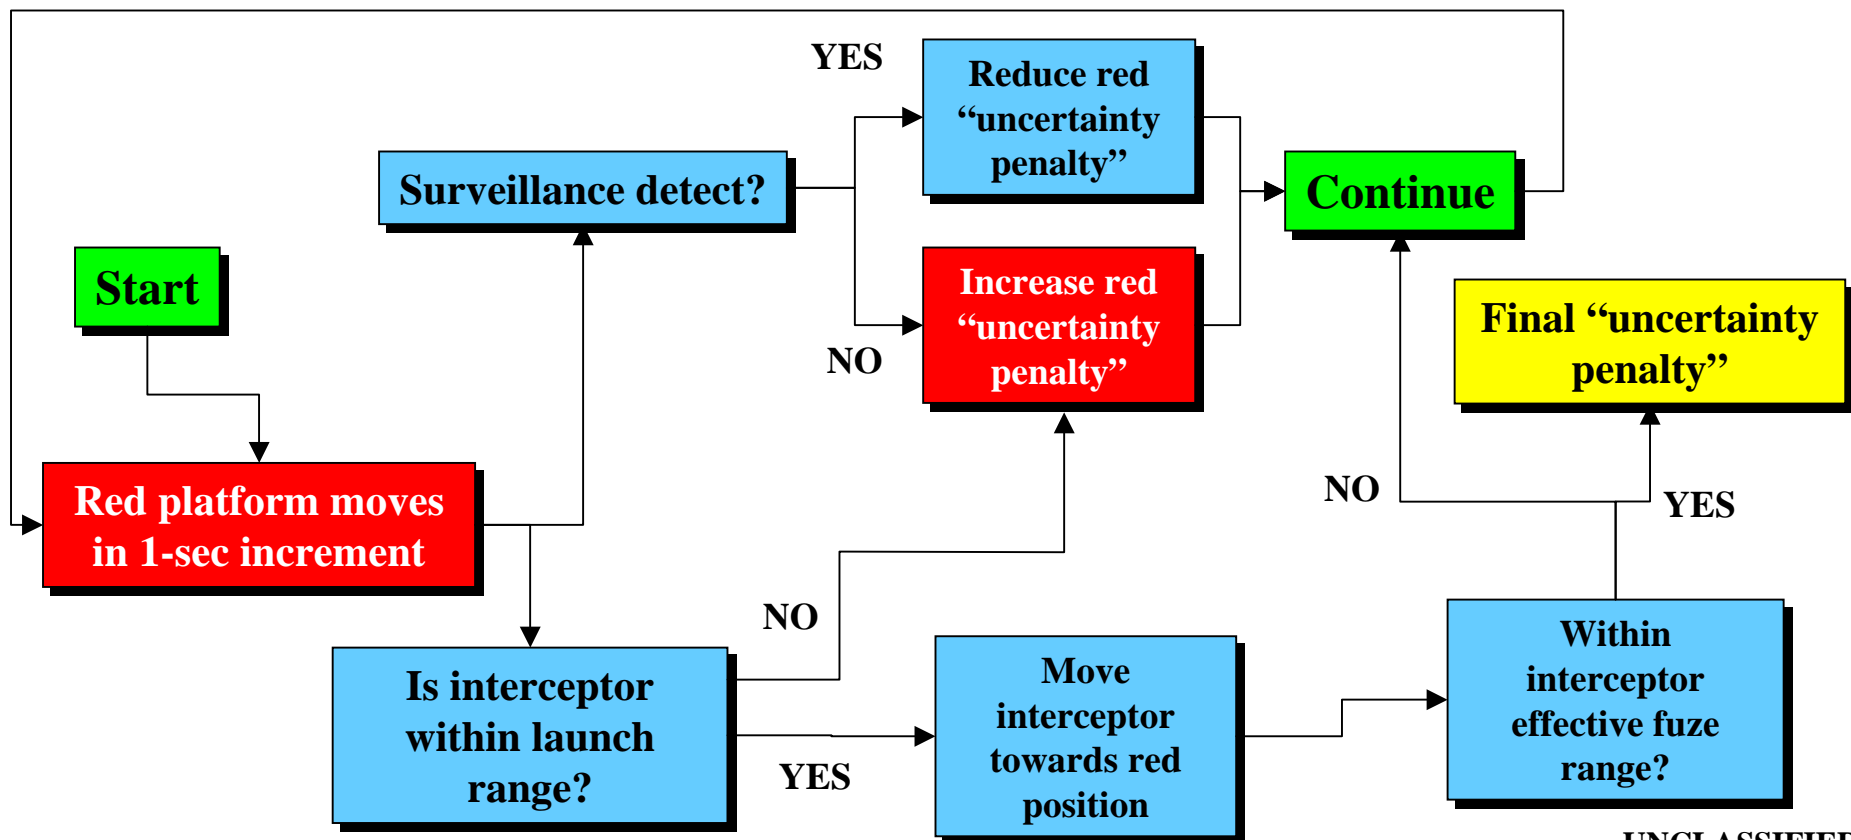 YES
Reduce red
“uncertainty
penalty”
Surveillance detect?
Continue
Start
Increase red
“uncertainty
penalty”
NO
Final “uncertainty
penalty”
Red platform moves
in 1-sec increment
NO
YES
NO
Is interceptor
within launch
range?
YES
Move
interceptor
towards red
position
Within
interceptor
effective fuze
range?
UNCLASSIFIED